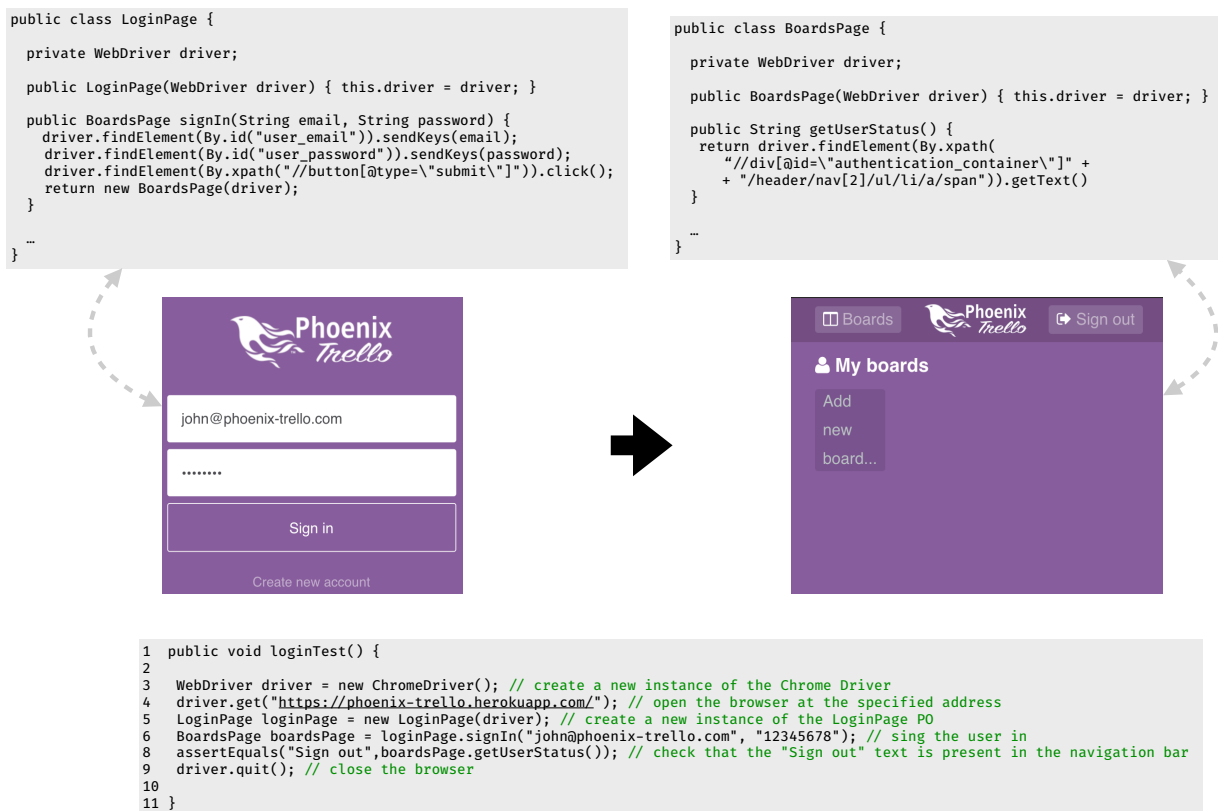 public class LoginPage {
private WebDriver driver;
public LoginPage(WebDriver driver) { this.driver = driver; }
public BoardsPage signIn(String email, String password) {
driver.findElement(By.id("user_email")).sendKeys(email);
driver.findElement(By.id("user_password")).sendKeys(password);
driver.findElement(By.xpath("//button[@type=\"submit\"]")).click();
return new BoardsPage(driver);
}
…
}
public class BoardsPage {
private WebDriver driver;
public BoardsPage(WebDriver driver) { this.driver = driver; }
public String getUserStatus() {
return driver.findElement(By.xpath(
“//div[@id=\"authentication_container\"]" +
+ "/header/nav[2]/ul/li/a/span")).getText()
}
…
}
Phoenix
Trello
john@phoenix-trello.com
••••••••
Sign in
Create new account
Boards
Phoenix
Trello
Sign out
My boards
Add
new
board...
1 public void loginTest() {
2
3 WebDriver driver = new ChromeDriver(); // create a new instance of the Chrome Driver
4 driver.get("https://phoenix-trello.herokuapp.com/"); // open the browser at the specified address
5 LoginPage loginPage = new LoginPage(driver); // create a new instance of the LoginPage PO
6 BoardsPage boardsPage = loginPage.signIn("john@phoenix-trello.com", "12345678"); // sing the user in
8 assertEquals("Sign out",boardsPage.getUserStatus()); // check that the "Sign out" text is present in the navigation bar
9 driver.quit(); // close the browser
10
11 }